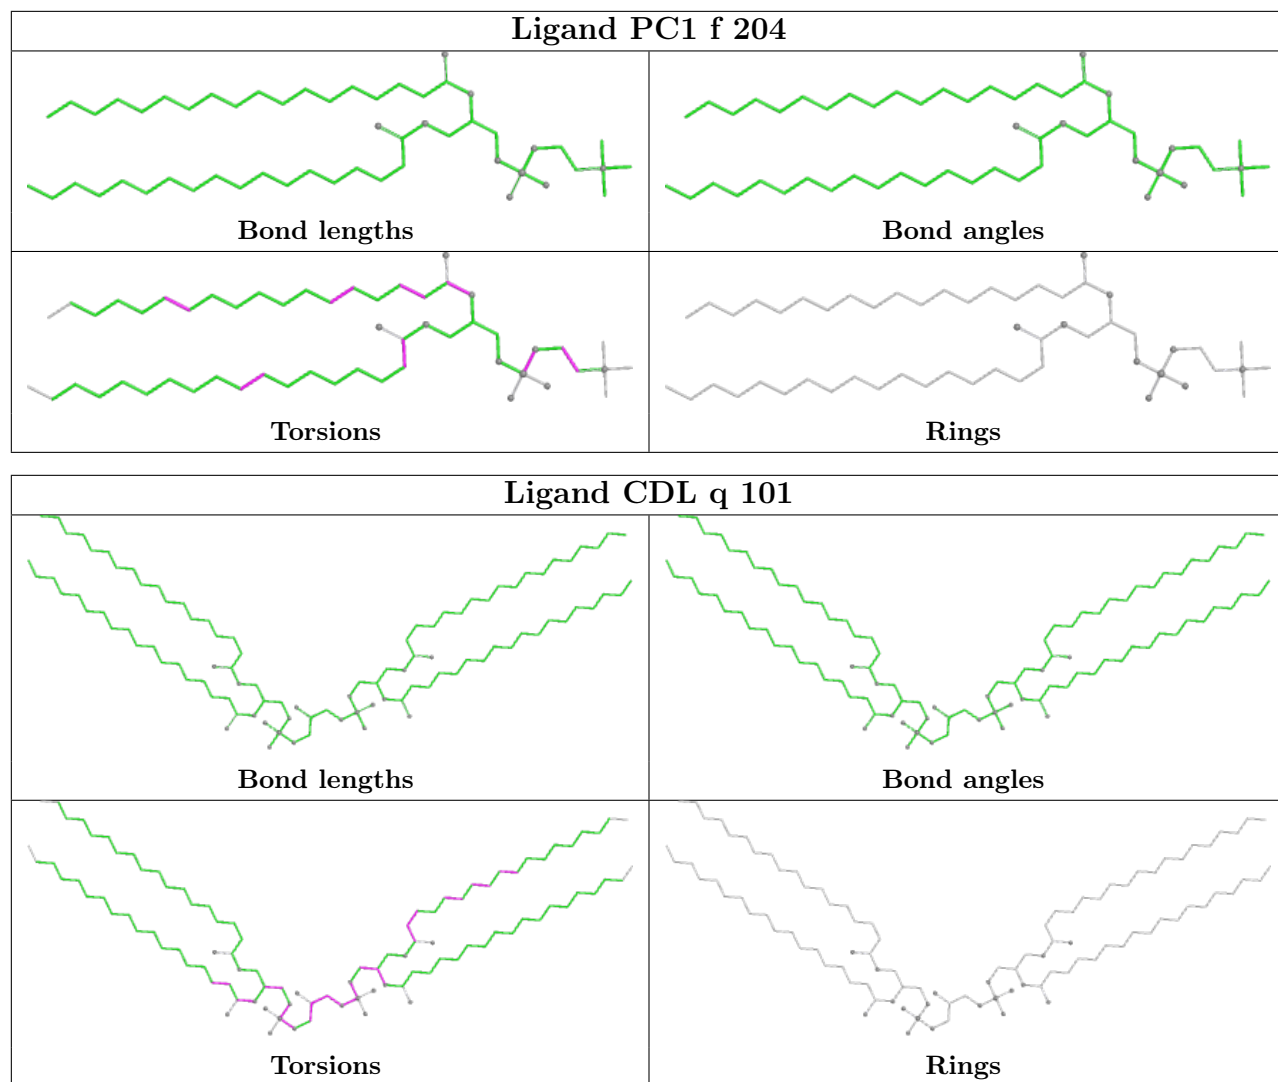 Ligand PC1 f 204
Bond lengths
Bond angles
Torsions
Rings
Ligand CDL q 101
Bond lengths
Bond angles
Torsions
Rings